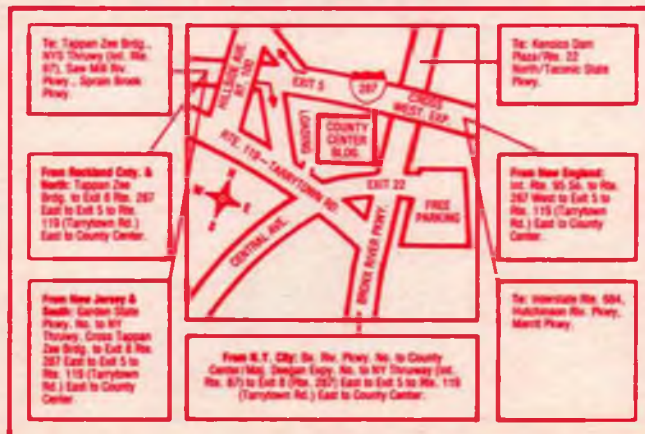 To: Tappan Zee Brdg.,
NYS Thruwy (Int. Rte.
87), Saw Mill Riv.
Pkwy., Sprain Brook
Pkwy.
HILLSIDE AVE.
RT. 100
EXIT 5
287
CROSS
WEST. EXP.
To: Kensico Dam
Plaza/Rte. 22
North/Taconic State
Pkwy.
LOADING
COUNTY
CENTER
BLDG.
RTE. 119 – TARRYTOWN RD.
EXIT 22
FREE
PARKING
N
E
S
W
CENTRAL AVE.
BRONX RIVER PKWY.
From Rockland Cnty. &
North: Tappan Zee
Brdg. to Exit 8 Rte. 287
East to Exit 5 to Rte.
119 (Tarrytown Rd.)
East to County Center.
From New England:
Int. Rte. 95 So. to Rte.
287 West to Exit 5 to
Rte. 119 (Tarrytown
Rd.) East to County
Center.
From New Jersey &
South: Garden State
Pkwy. No. to NY
Thruwy. Cross Tappan
Zee Brdg. to Exit 8 Rte.
287 East to Exit 5 to
Rte. 119 (Tarrytown
Rd.) East to County
Center.
From N.Y. City: Bx. Riv. Pkwy. No. to County
Center/Maj. Deegan Expy. No. to NY Thruway (Int.
Rte. 87) to Exit 8 (Rte. 287) East to Exit 5 to Rte. 119
(Tarrytown Rd.) East to County Center.
To: Interstate Rte. 684,
Hutchinson Riv. Pkwy,
Merrit Pkwy.